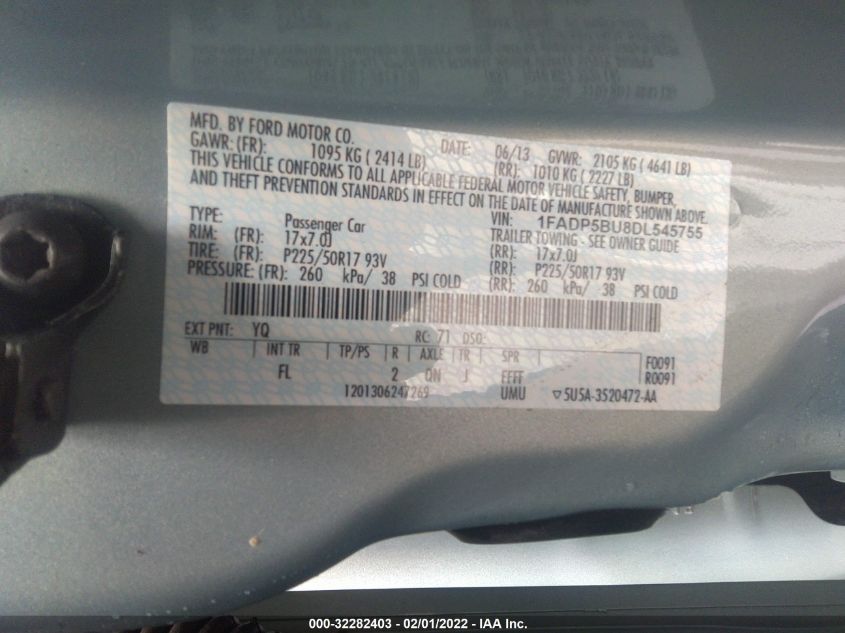 MFD. BY FORD MOTOR CO.
DATE: 06/13 GVWR: 2105 KG ( 4641 LB)
GAWR: (FR): 1095 KG ( 2414 LB) (RR): 1010 KG ( 2227 LB)
THIS VEHICLE CONFORMS TO ALL APPLICABLE FEDERAL MOTOR VEHICLE SAFETY, BUMPER,
AND THEFT PREVENTION STANDARDS IN EFFECT ON THE DATE OF MANUFACTURE SHOWN ABOVE.
VIN: 1FADP5BU8DL545755
TYPE: Passenger Car TRAILER TOWING - SEE OWNER GUIDE
RIM: (FR): 17x7.0J (RR): 17x7.0J
TIRE: (FR): P225/50R17 93V (RR): P225/50R17 93V
PRESSURE: (FR): 260 kPa/ 38 PSI COLD (RR): 260 kPa/ 38 PSI COLD
EXT PNT: YQ RC: 71 DSO:
WB INT TR TP/PS R AXLE TR SPR F0091
FL 2 QN J FFFF R0091
1201306247269 UMU ▽5U5A-3520472-AA
000-32282403 - 02/01/2022 - IAA Inc.